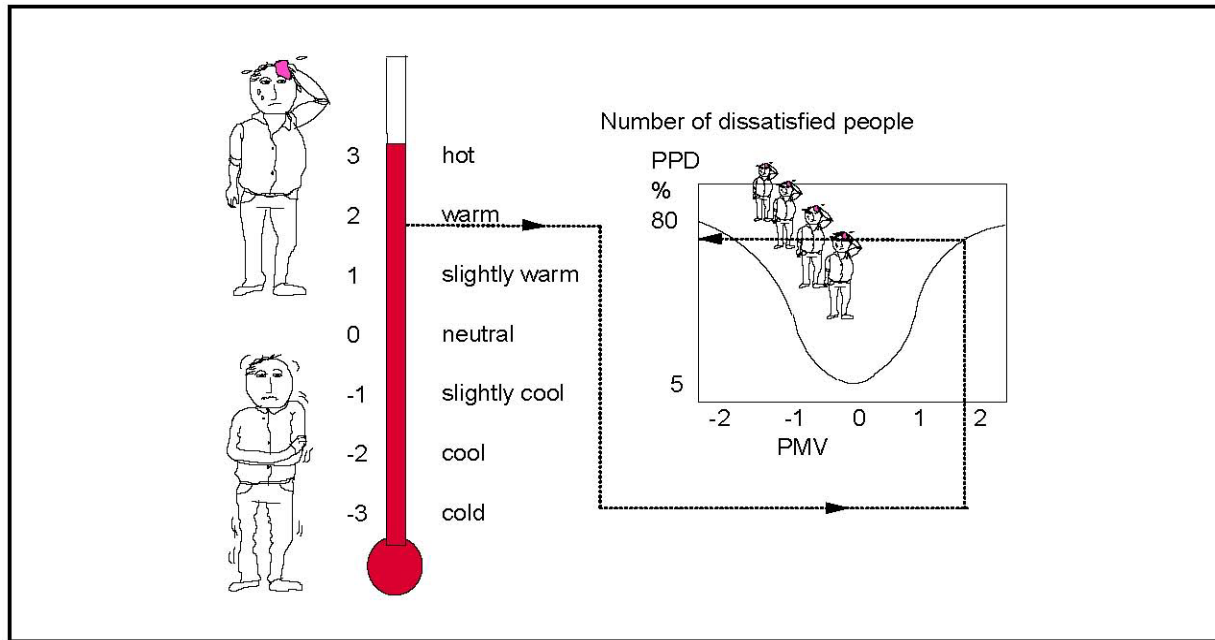 3 hot
2 warm
1 slightly warm
0 neutral
-1 slightly cool
-2 cool
-3 cold
Number of dissatisfied people
PPD
%
80
5
-2 -1 0 1 2
PMV